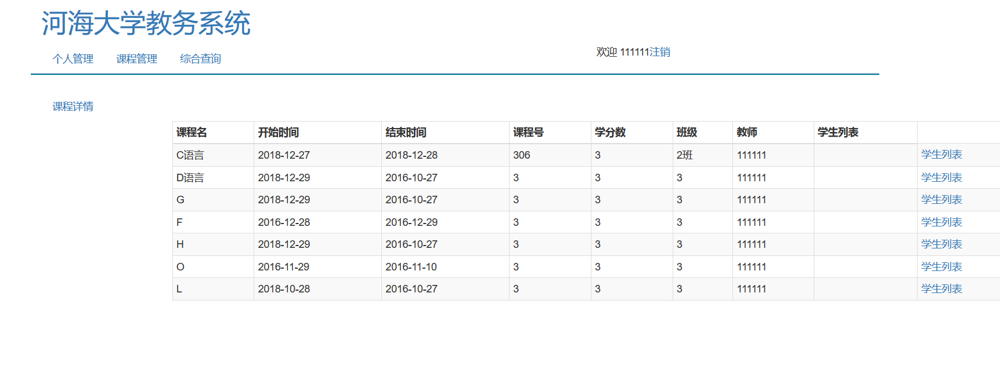 河海大学教务系统
个人管理 课程管理 综合查询 欢迎 111111注销
课程详情
课程名 开始时间 结束时间 课程号 学分数 班级 教师 学生列表
C语言 2018-12-27 2018-12-28 306 3 2班 111111 学生列表
D语言 2018-12-29 2016-10-27 3 3 3 111111 学生列表
G 2018-12-29 2016-10-27 3 3 3 111111 学生列表
F 2016-12-28 2016-12-29 3 3 3 111111 学生列表
H 2018-12-29 2016-10-27 3 3 3 111111 学生列表
O 2016-11-29 2016-11-10 3 3 3 111111 学生列表
L 2018-10-28 2016-10-27 3 3 3 111111 学生列表